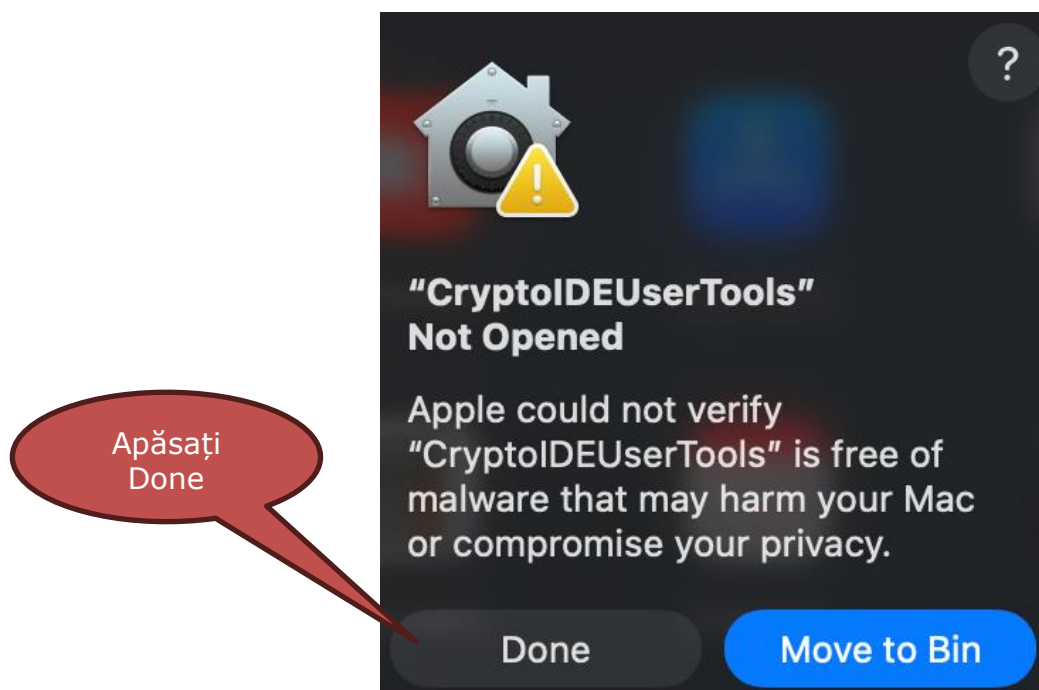 ?
“CryptoIDEUserTools”
Not Opened
Apple could not verify
“CryptoIDEUserTools” is free of
malware that may harm your Mac
or compromise your privacy.
Apăsați
Done
Done
Move to Bin